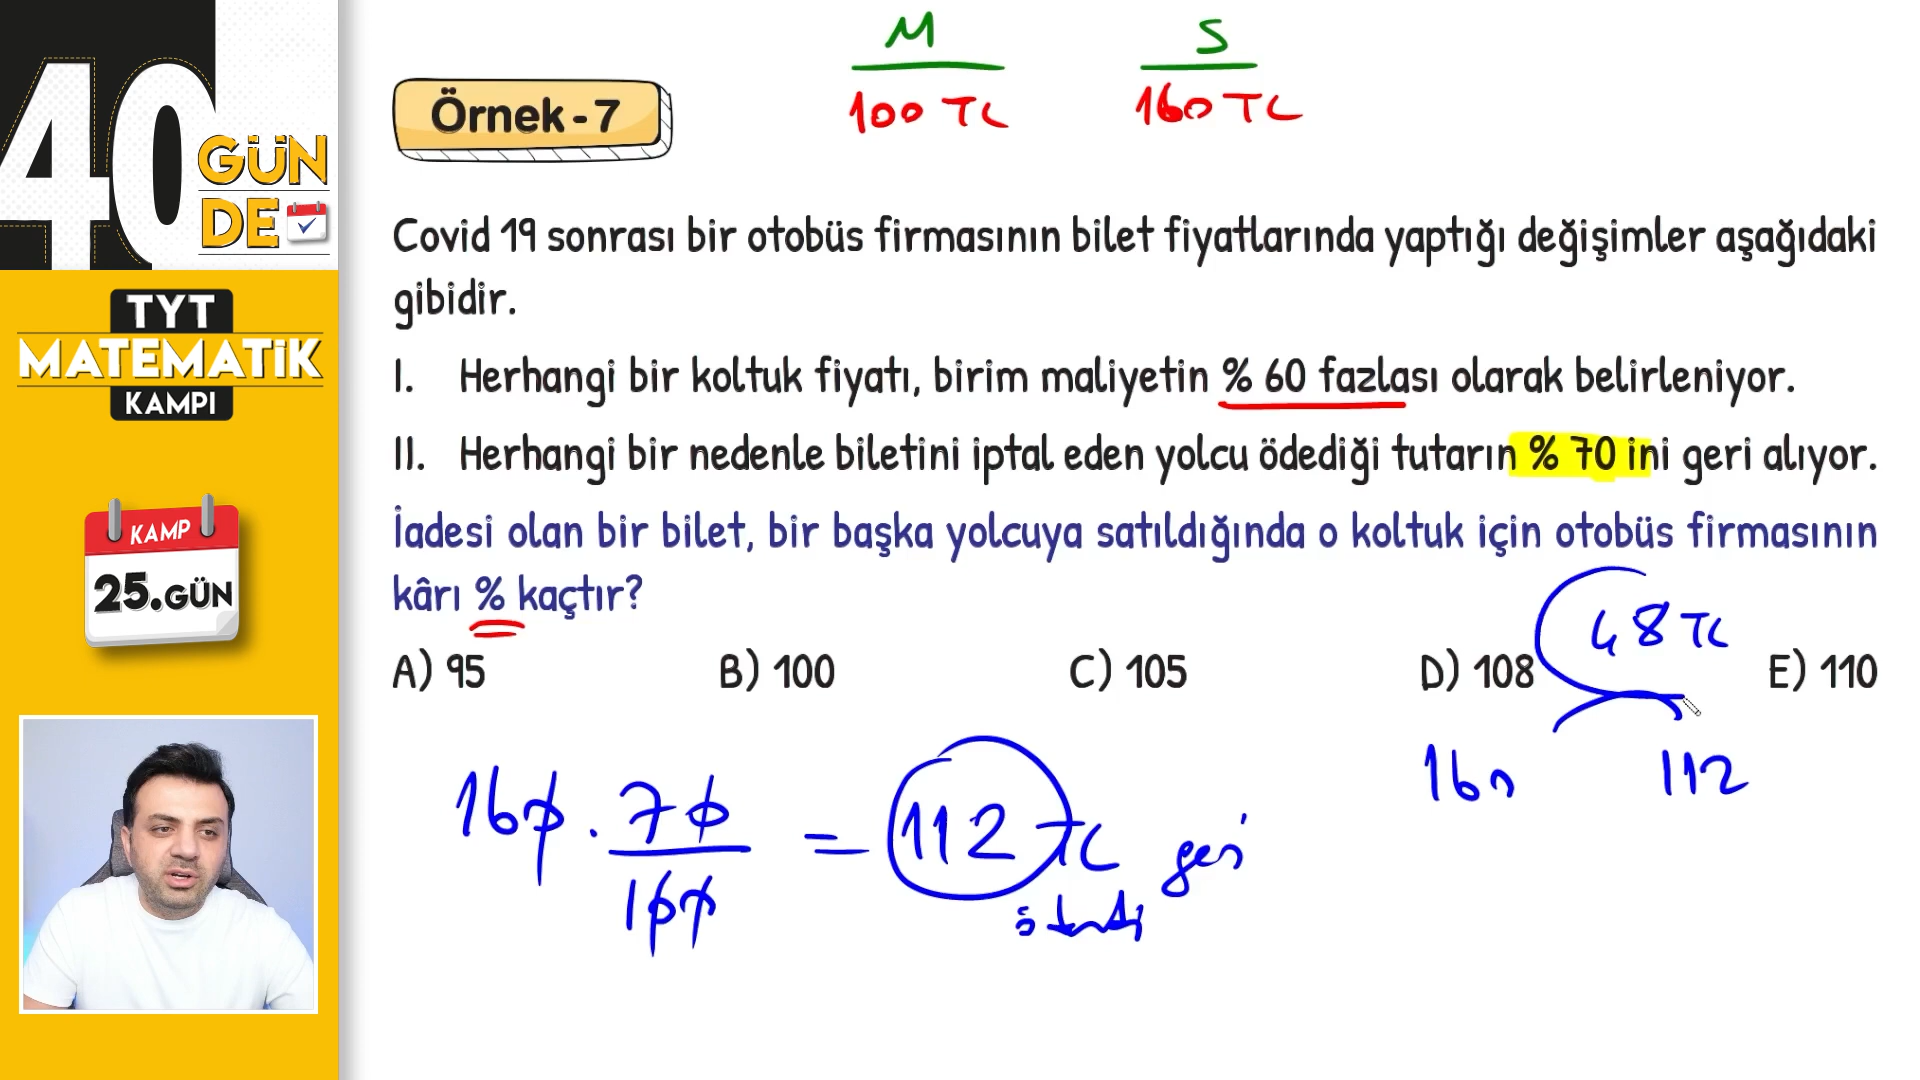 40
GÜN
DE
TYT
MATEMATİK
KAMPI
KAMP
25.GÜN
M S
100 TL 160 TL
Örnek - 7
Covid 19 sonrası bir otobüs firmasının bilet fiyatlarında yaptığı değişimler aşağıdaki
gibidir.
I. Herhangi bir koltuk fiyatı, birim maliyetin % 60 fazlası olarak belirleniyor.
II. Herhangi bir nedenle biletini iptal eden yolcu ödediği tutarın % 70 ini geri alıyor.
İadesi olan bir bilet, bir başka yolcuya satıldığında o koltuk için otobüs firmasının
kârı % kaçtır?
48 TL
A) 95 B) 100 C) 105 D) 108 E) 110
160 112
160 . 70
100
= 112 TL geri